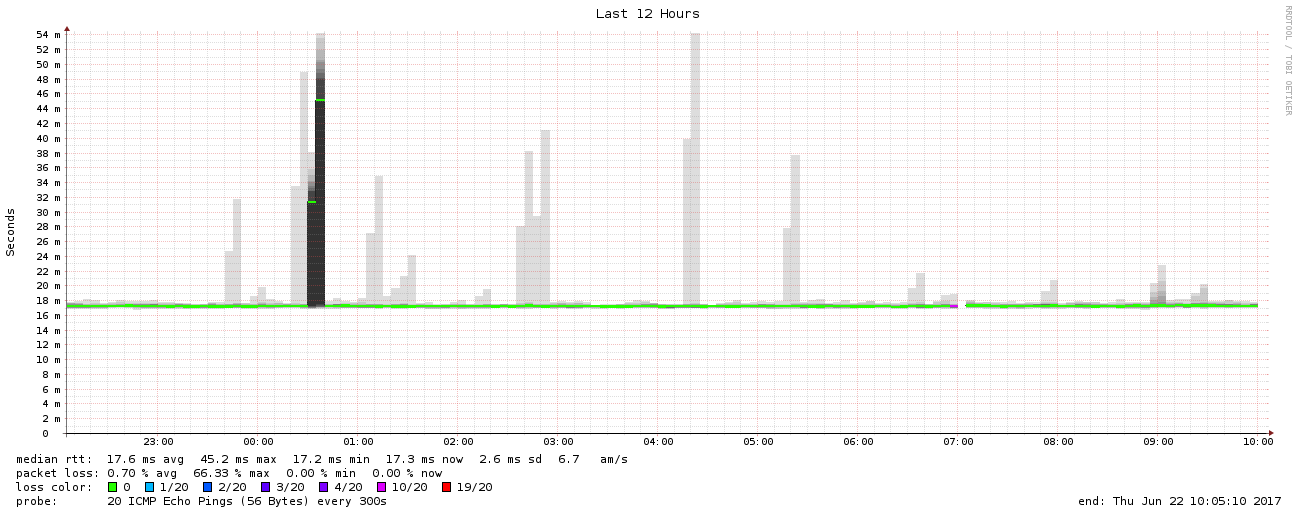 Last 12 Hours
RRDTOOL / TOBI OETIKER
Seconds
54 m
52 m
50 m
48 m
46 m
44 m
42 m
40 m
38 m
36 m
34 m
32 m
30 m
28 m
26 m
24 m
22 m
20 m
18 m
16 m
14 m
12 m
10 m
8 m
6 m
4 m
2 m
0
23:00 00:00 01:00 02:00 03:00 04:00 05:00 06:00 07:00 08:00 09:00 10:00
median rtt: 17.6 ms avg 45.2 ms max 17.2 ms min 17.3 ms now 2.6 ms sd 6.7 am/s
packet loss: 0.70 % avg 66.33 % max 0.00 % min 0.00 % now
loss color: 0 1/20 2/20 3/20 4/20 10/20 19/20
probe: 20 ICMP Echo Pings (56 Bytes) every 300s end: Thu Jun 22 10:05:10 2017